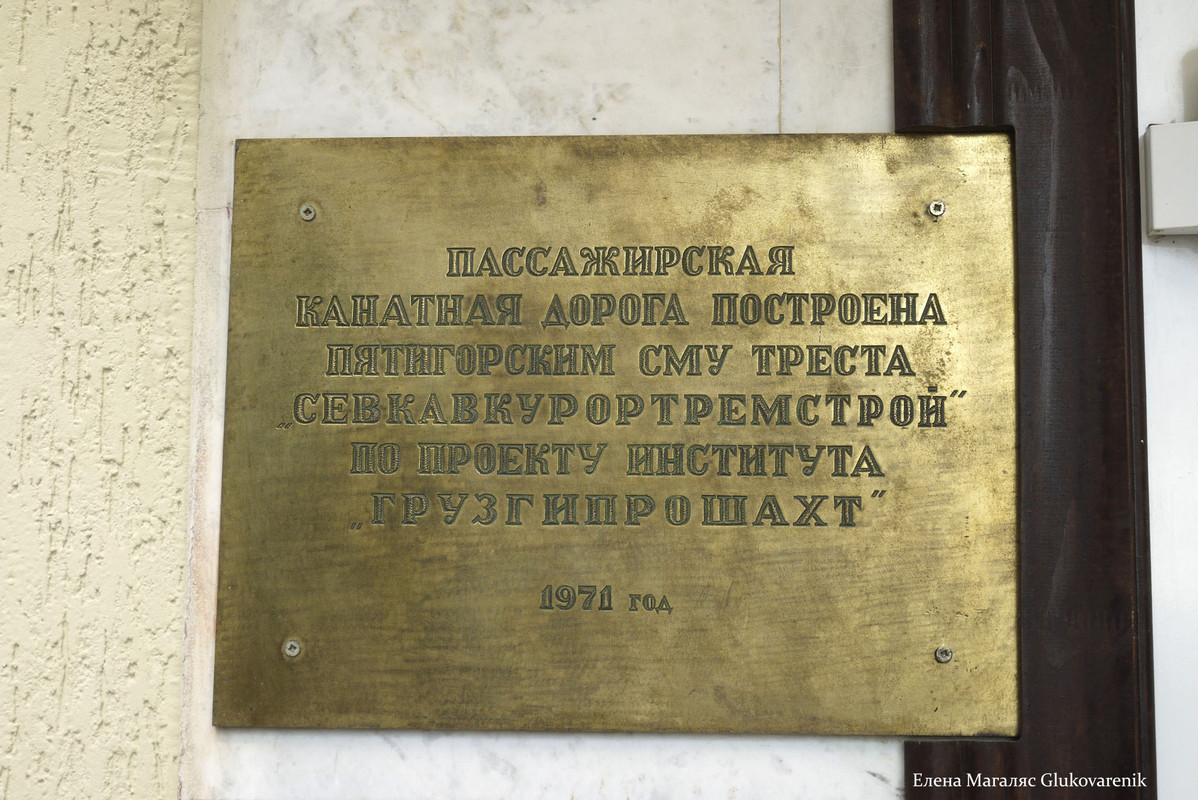 ПАССАЖИРСКАЯ
КАНАТНАЯ ДОРОГА ПОСТРОЕНА
ПЯТИГОРСКИМ СМУ ТРЕСТА
„СЕВКАВКУРОРТРЕМСТРОЙ"
ПО ПРОЕКТУ ИНСТИТУТА
„ГРУЗГИПРОШАХТ"
1971 год
Елена Магаляс Glukovarenik